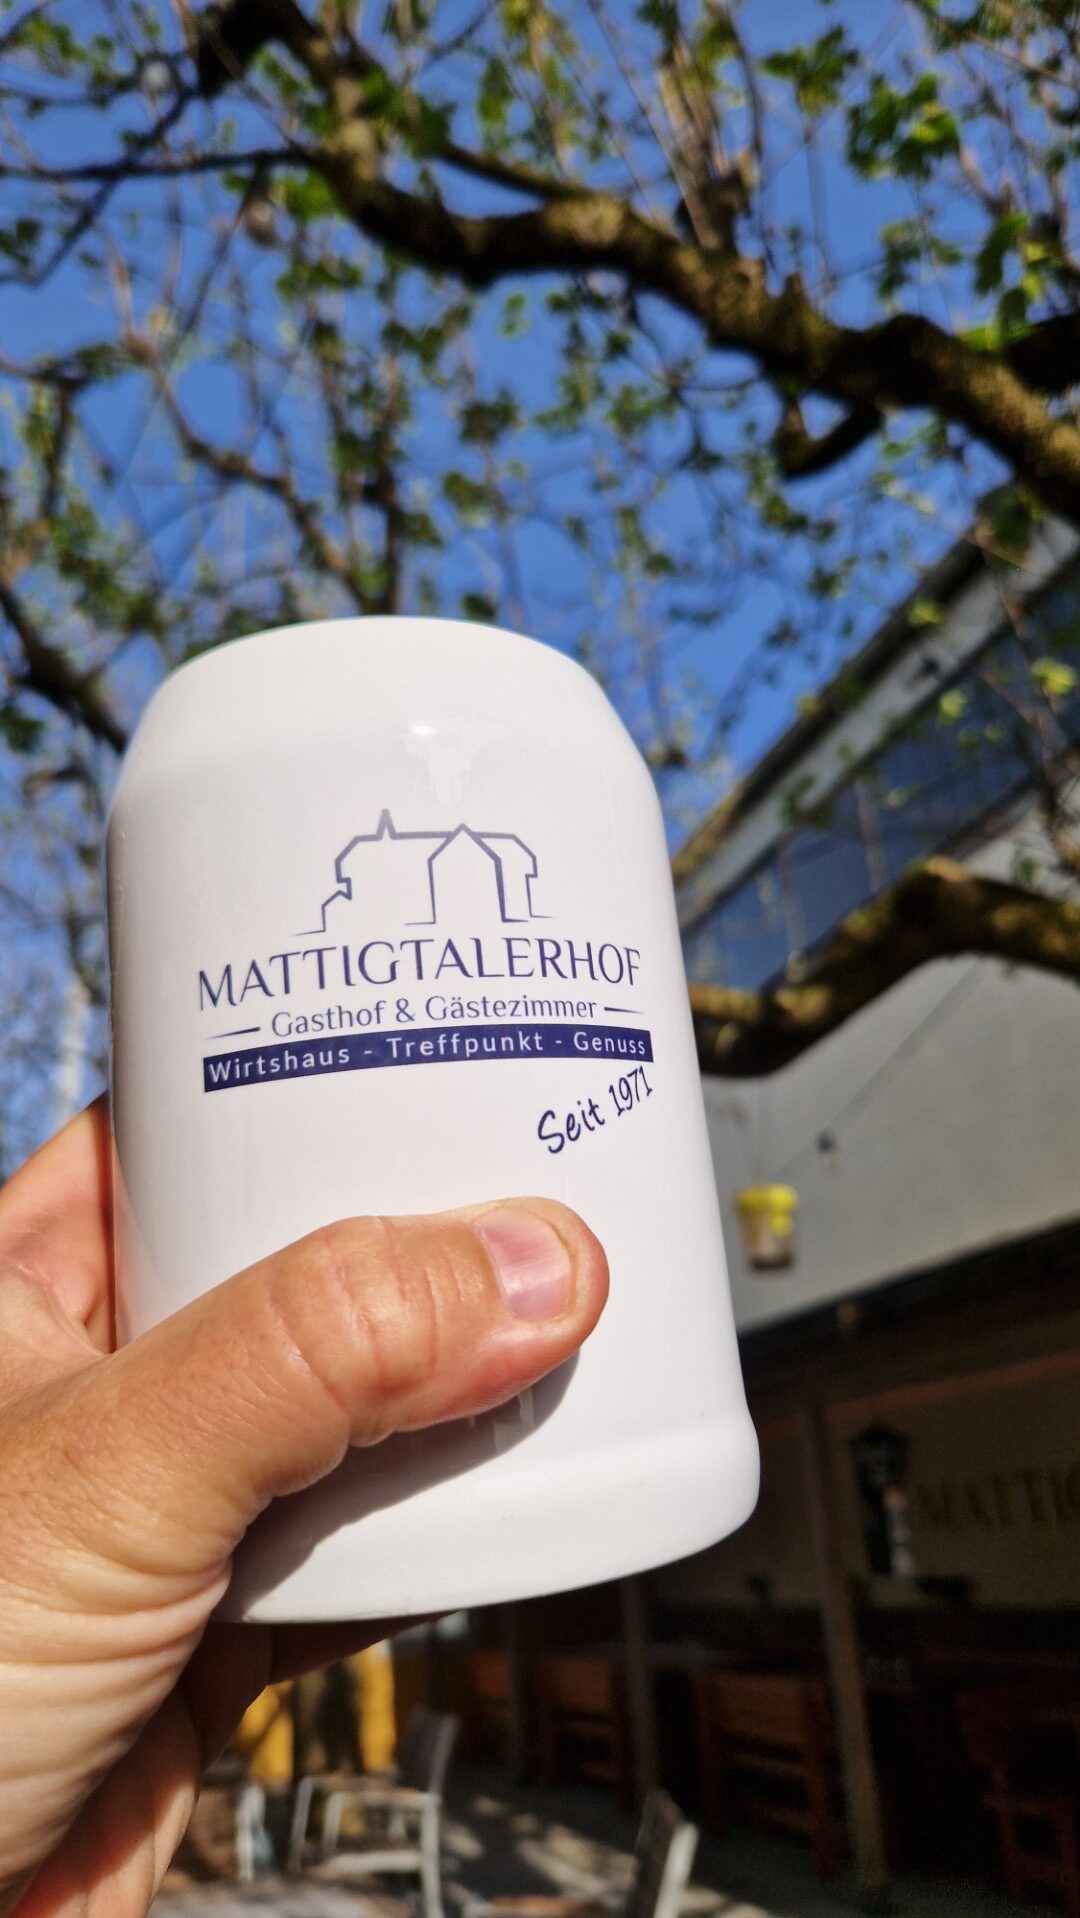 MATTIGTALERHOF
Gasthof & Gästezimmer
Wirtshaus - Treffpunkt - Genuss
Seit 1971